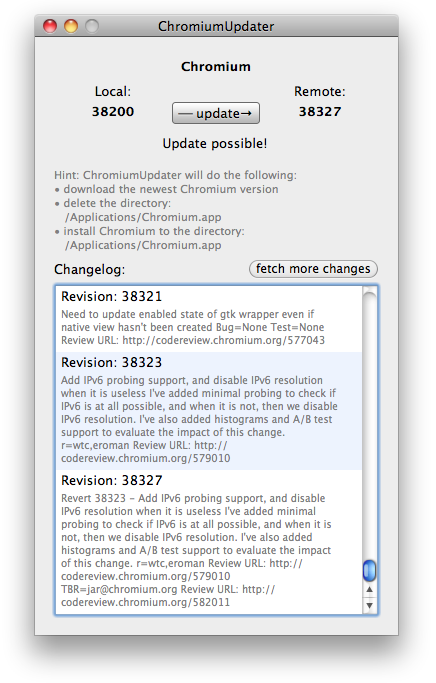 ChromiumUpdater
Chromium
Local:
Remote:
38200
— update→
38327
Update possible!
Hint: ChromiumUpdater will do the following:
• download the newest Chromium version
• delete the directory:
/Applications/Chromium.app
• install Chromium to the directory:
/Applications/Chromium.app
Changelog:
fetch more changes
Revision: 38321
Need to update enabled state of gtk wrapper even if
native view hasn't been created Bug=None Test=None
Review URL: http://codereview.chromium.org/577043
Revision: 38323
Add IPv6 probing support, and disable IPv6 resolution
when it is useless I've added minimal probing to check if
IPv6 is at all possible, and when it is not, then we disable
IPv6 resolution. I've also added histograms and A/B test
support to evaluate the impact of this change.
r=wtc,eroman Review URL: http://
codereview.chromium.org/579010
Revision: 38327
Revert 38323 - Add IPv6 probing support, and disable
IPv6 resolution when it is useless I've added minimal
probing to check if IPv6 is at all possible, and when it is
not, then we disable IPv6 resolution. I've also added
histograms and A/B test support to evaluate the impact
of this change. r=wtc,eroman Review URL: http://
codereview.chromium.org/579010
TBR=jar@chromium.org Review URL: http://
codereview.chromium.org/582011